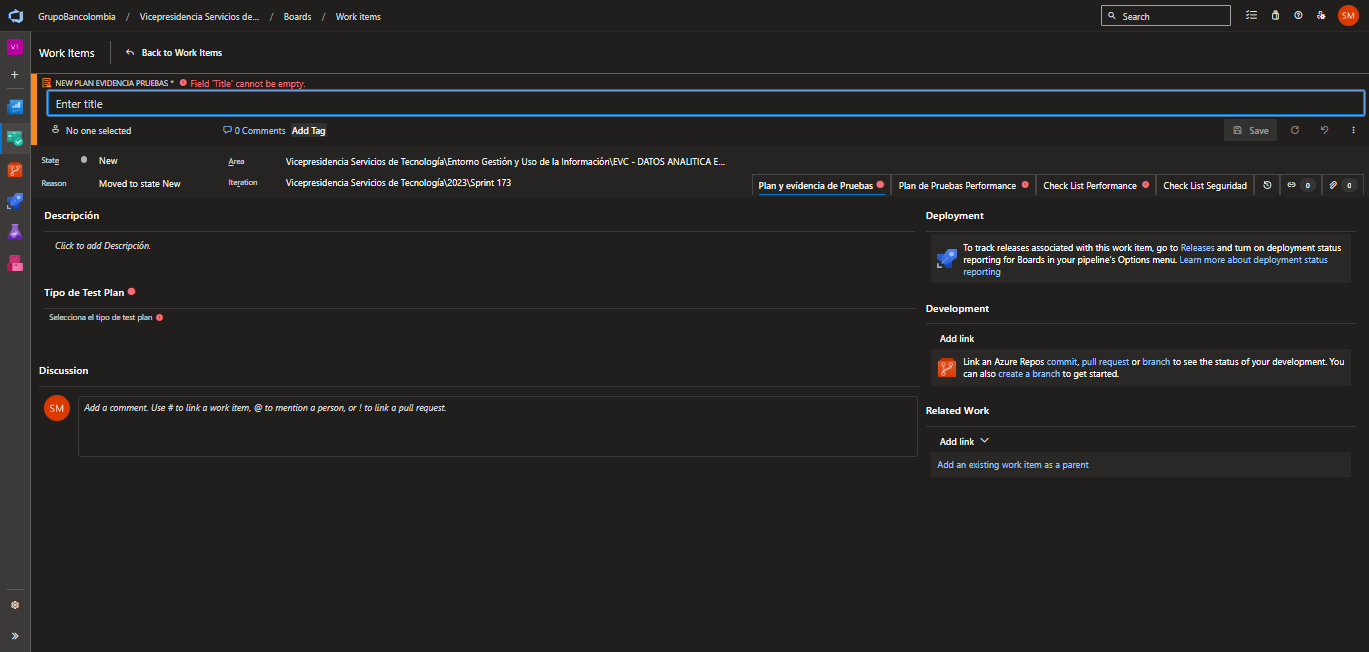 GrupoBancolombia / Vicepresidencia Servicios de... / Boards / Work items
Search
SM
VT
Work Items
Back to Work Items
NEW PLAN EVIDENCIA PRUEBAS * Field 'Title' cannot be empty.
Enter title
No one selected
0 Comments
Add Tag
Save
State
New
Area
Vicepresidencia Servicios de Tecnología\Entorno Gestión y Uso de la Información\EVC - DATOS ANALITICA E...
Reason
Moved to state New
Iteration
Vicepresidencia Servicios de Tecnología\2023\Sprint 173
Plan y evidencia de Pruebas
Plan de Pruebas Performance
Check List Performance
Check List Seguridad
0
0
Descripción
Click to add Descripción.
Tipo de Test Plan
Selecciona el tipo de test plan
Discussion
SM
Add a comment. Use # to link a work item, @ to mention a person, or ! to link a pull request.
Deployment
To track releases associated with this work item, go to Releases and turn on deployment status
reporting for Boards in your pipeline's Options menu. Learn more about deployment status
reporting
Development
Add link
Link an Azure Repos commit, pull request or branch to see the status of your development. You
can also create a branch to get started.
Related Work
Add link
Add an existing work item as a parent